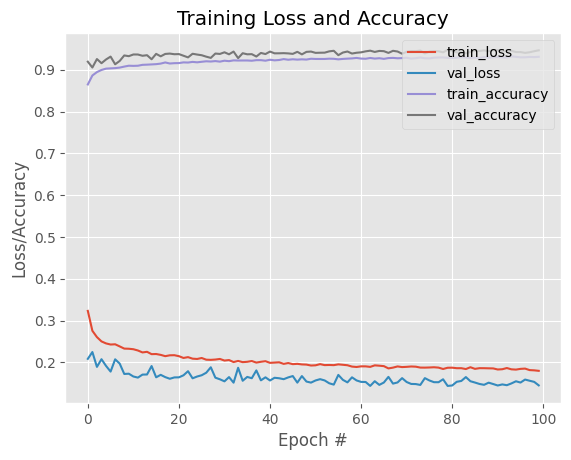 Training Loss and Accuracy
train_loss
val_loss
train_accuracy
val_accuracy
Loss/Accuracy
0.9
0.8
0.7
0.6
0.5
0.4
0.3
0.2
0 20 40 60 80 100
Epoch #